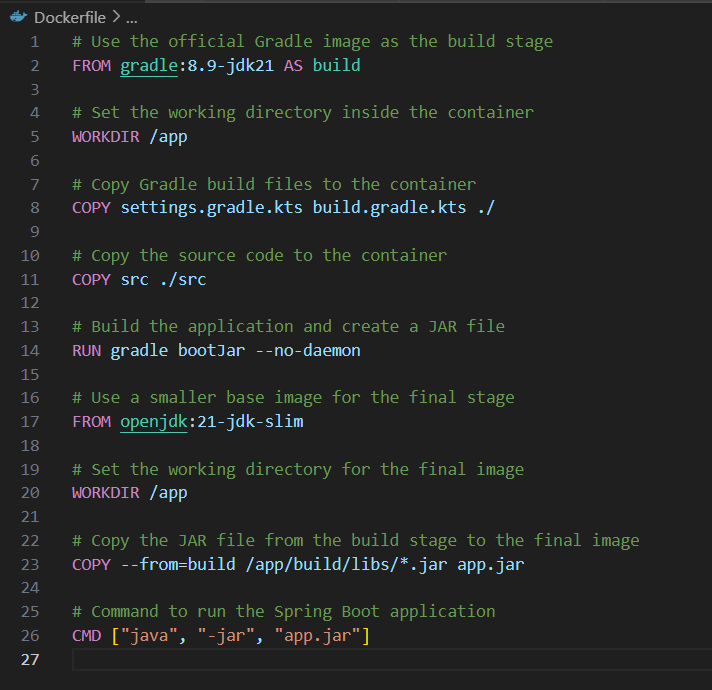 Dockerfile > ...
1 # Use the official Gradle image as the build stage
2 FROM gradle:8.9-jdk21 AS build
3
4 # Set the working directory inside the container
5 WORKDIR /app
6
7 # Copy Gradle build files to the container
8 COPY settings.gradle.kts build.gradle.kts ./
9
10 # Copy the source code to the container
11 COPY src ./src
12
13 # Build the application and create a JAR file
14 RUN gradle bootJar --no-daemon
15
16 # Use a smaller base image for the final stage
17 FROM openjdk:21-jdk-slim
18
19 # Set the working directory for the final image
20 WORKDIR /app
21
22 # Copy the JAR file from the build stage to the final image
23 COPY --from=build /app/build/libs/*.jar app.jar
24
25 # Command to run the Spring Boot application
26 CMD ["java", "-jar", "app.jar"]
27